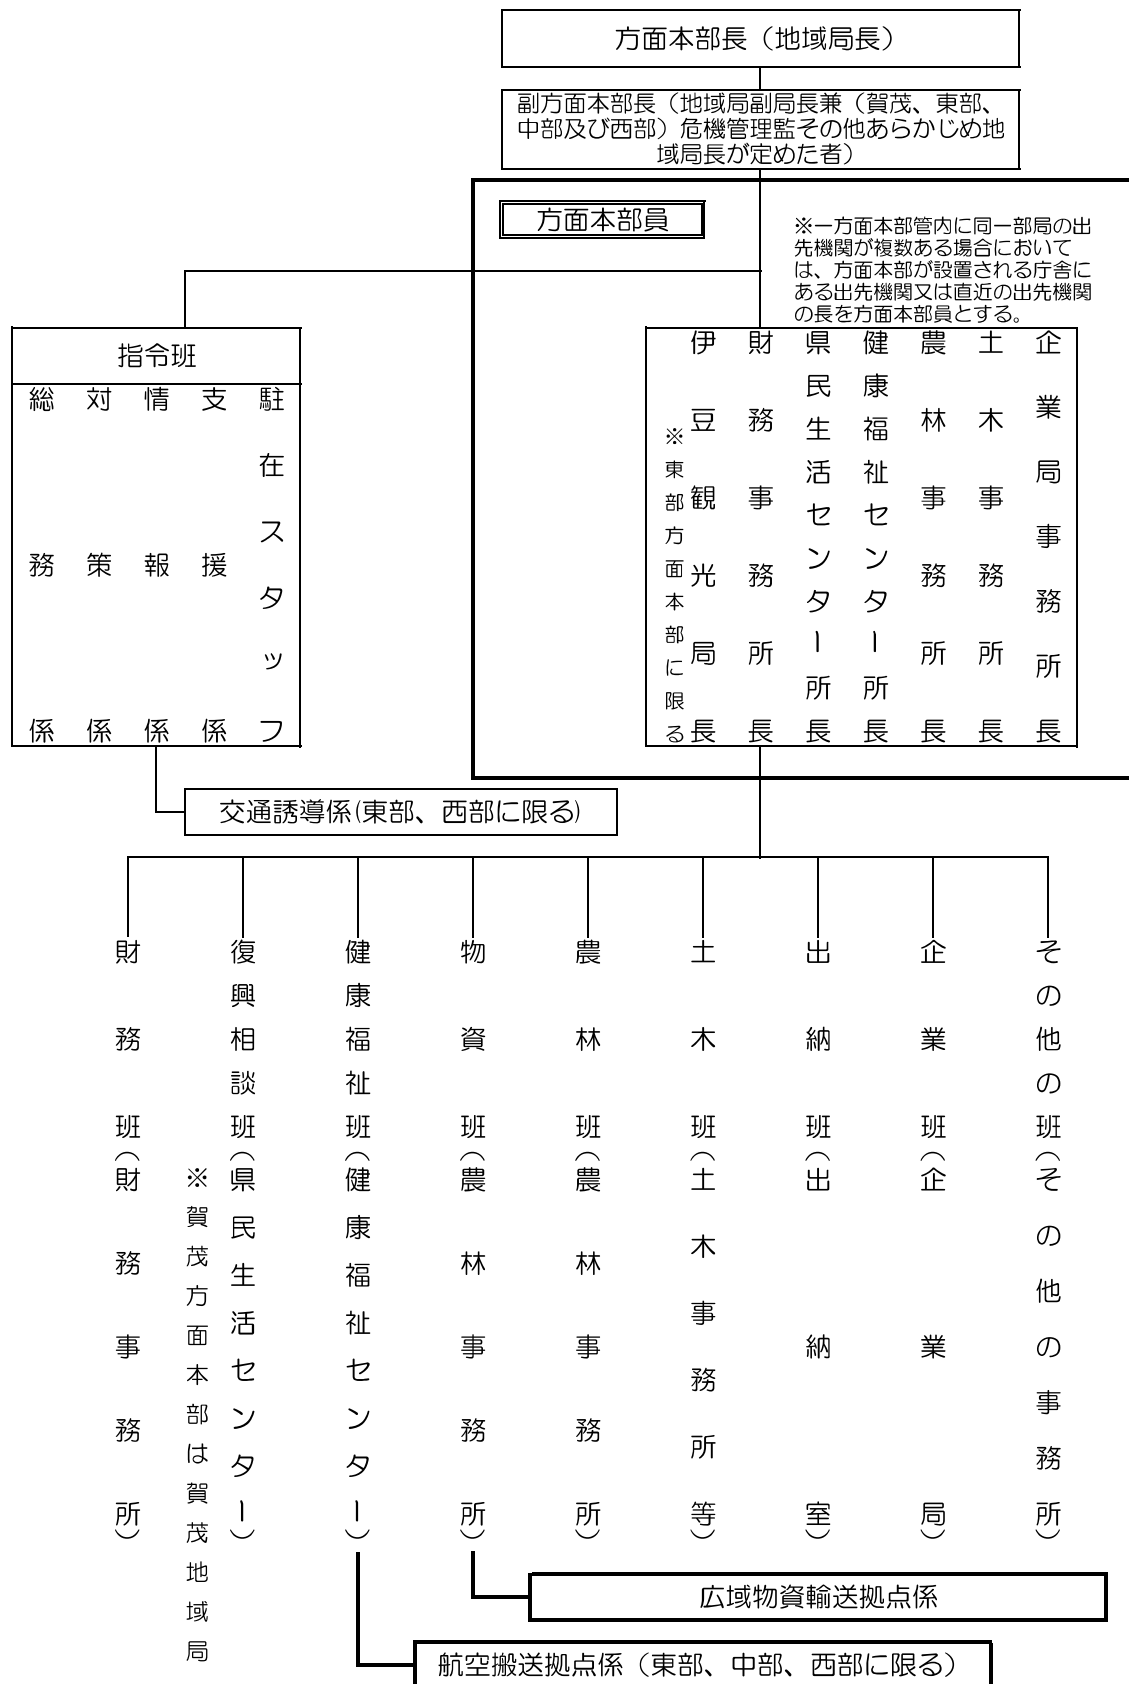 方面本部長（地域局長）
副方面本部長（地域局副局長兼（賀茂、東部、
中部及び西部）危機管理監その他あらかじめ地
域局長が定めた者）
方面本部員
※一方面本部管内に同一部局の出
先機関が複数ある場合において
は、方面本部が設置される庁舎に
ある出先機関又は直近の出先機関
の長を方面本部員とする。
指令班
総務係
対策係
情報係
支援係
駐在スタッフ
※東部方面本部に限る
伊豆観光局長
財務事務所長
県民生活センター所長
健康福祉センター所長
農林事務所長
土木事務所長
企業局事務所長
交通誘導係(東部、西部に限る)
財務班（財務事務所）
※賀茂方面本部は賀茂地域局
復興相談班（県民生活センター）
健康福祉班（健康福祉センター）
物資班（農林事務所）
農林班（農林事務所）
土木班（土木事務所等）
出納班（出納室）
企業班（企業局）
その他の班（その他の事務所）
広域物資輸送拠点係
航空搬送拠点係（東部、中部、西部に限る）